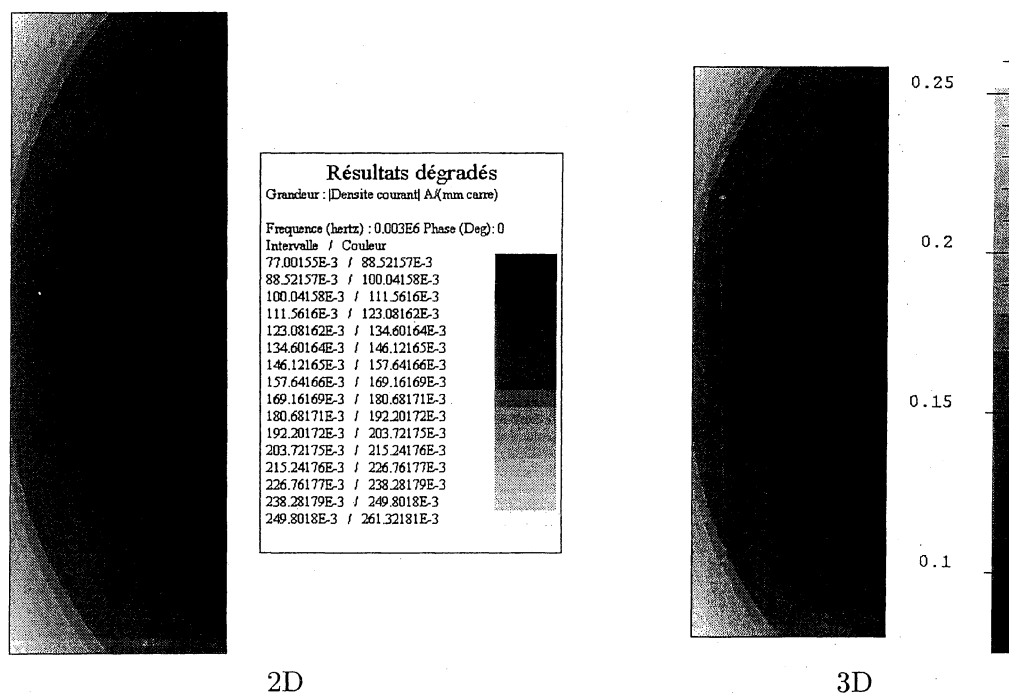 Résultats dégradés
Grandeur : |Densite courant| A/(mm carre)
Frequence (hertz) : 0.003E6 Phase (Deg): 0
Intervalle / Couleur
77.00155E-3 / 88.52157E-3
88.52157E-3 / 100.04158E-3
100.04158E-3 / 111.5616E-3
111.5616E-3 / 123.08162E-3
123.08162E-3 / 134.60164E-3
134.60164E-3 / 146.12165E-3
146.12165E-3 / 157.64166E-3
157.64166E-3 / 169.16169E-3
169.16169E-3 / 180.68171E-3
180.68171E-3 / 192.20172E-3
192.20172E-3 / 203.72175E-3
203.72175E-3 / 215.24176E-3
215.24176E-3 / 226.76177E-3
226.76177E-3 / 238.28179E-3
238.28179E-3 / 249.8018E-3
249.8018E-3 / 261.32181E-3
0.25
0.2
0.15
0.1
2D
3D